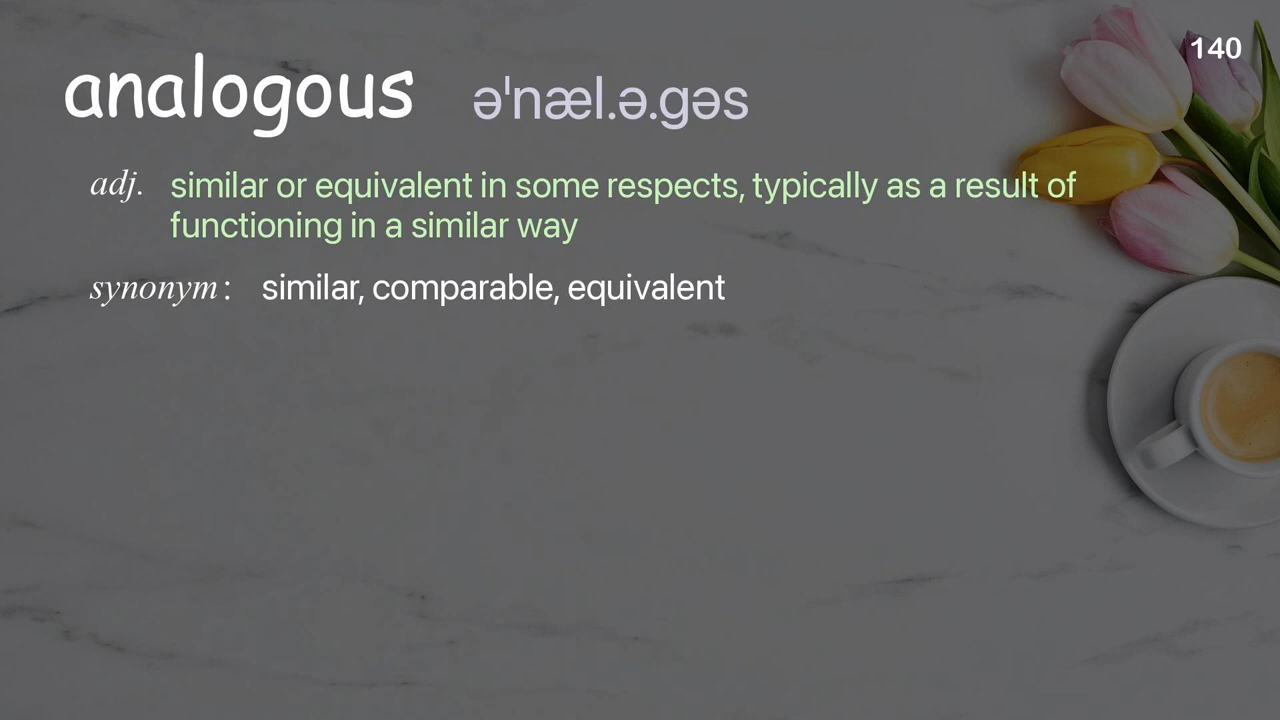 140
analogous əˈnæl.ə.gəs
adj. similar or equivalent in some respects, typically as a result of
functioning in a similar way
synonym: similar, comparable, equivalent